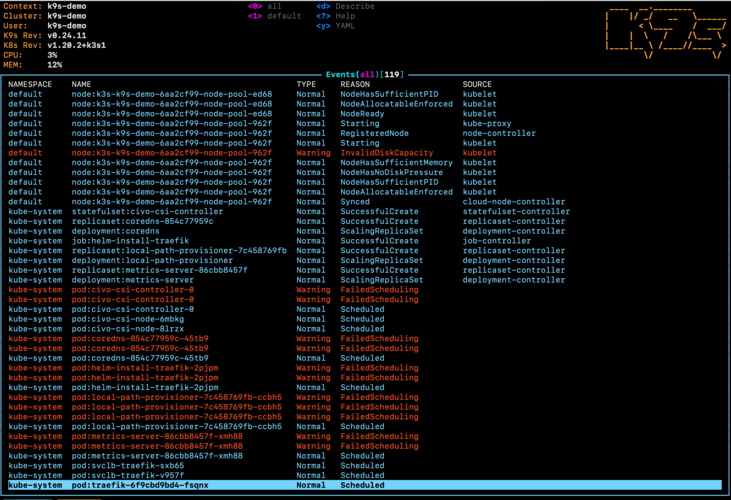 Context: k9s-demo <0> all <d> Describe
Cluster: k9s-demo <1> default <?> Help
User: k9s-demo <y> YAML
K9s Rev: v0.24.11
K8s Rev: v1.20.2+k3s1
CPU: 3%
MEM: 12%
Events(all)[119]
NAMESPACE NAME TYPE REASON SOURCE
default node:k3s-k9s-demo-6aa2cf99-node-pool-ed68 Normal NodeHasSufficientPID kubelet
default node:k3s-k9s-demo-6aa2cf99-node-pool-ed68 Normal NodeAllocatableEnforced kubelet
default node:k3s-k9s-demo-6aa2cf99-node-pool-ed68 Normal NodeReady kubelet
default node:k3s-k9s-demo-6aa2cf99-node-pool-962f Normal Starting kube-proxy
default node:k3s-k9s-demo-6aa2cf99-node-pool-962f Normal RegisteredNode node-controller
default node:k3s-k9s-demo-6aa2cf99-node-pool-962f Normal Starting kubelet
default node:k3s-k9s-demo-6aa2cf99-node-pool-962f Warning InvalidDiskCapacity kubelet
default node:k3s-k9s-demo-6aa2cf99-node-pool-962f Normal NodeHasSufficientMemory kubelet
default node:k3s-k9s-demo-6aa2cf99-node-pool-962f Normal NodeHasNoDiskPressure kubelet
default node:k3s-k9s-demo-6aa2cf99-node-pool-962f Normal NodeHasSufficientPID kubelet
default node:k3s-k9s-demo-6aa2cf99-node-pool-962f Normal NodeAllocatableEnforced kubelet
default node:k3s-k9s-demo-6aa2cf99-node-pool-962f Normal Synced cloud-node-controller
kube-system statefulset:civo-csi-controller Normal SuccessfulCreate statefulset-controller
kube-system replicaset:coredns-854c77959c Normal SuccessfulCreate replicaset-controller
kube-system deployment:coredns Normal ScalingReplicaSet deployment-controller
kube-system job:helm-install-traefik Normal SuccessfulCreate job-controller
kube-system replicaset:local-path-provisioner-7c458769fb Normal SuccessfulCreate replicaset-controller
kube-system deployment:local-path-provisioner Normal ScalingReplicaSet deployment-controller
kube-system replicaset:metrics-server-86cbb8457f Normal SuccessfulCreate replicaset-controller
kube-system deployment:metrics-server Normal ScalingReplicaSet deployment-controller
kube-system pod:civo-csi-controller-0 Warning FailedScheduling
kube-system pod:civo-csi-controller-0 Warning FailedScheduling
kube-system pod:civo-csi-controller-0 Normal Scheduled
kube-system pod:civo-csi-node-6mbkg Normal Scheduled
kube-system pod:civo-csi-node-8lrzx Normal Scheduled
kube-system pod:coredns-854c77959c-45tb9 Warning FailedScheduling
kube-system pod:coredns-854c77959c-45tb9 Warning FailedScheduling
kube-system pod:coredns-854c77959c-45tb9 Normal Scheduled
kube-system pod:helm-install-traefik-2pjpm Warning FailedScheduling
kube-system pod:helm-install-traefik-2pjpm Warning FailedScheduling
kube-system pod:helm-install-traefik-2pjpm Normal Scheduled
kube-system pod:local-path-provisioner-7c458769fb-ccbh5 Warning FailedScheduling
kube-system pod:local-path-provisioner-7c458769fb-ccbh5 Warning FailedScheduling
kube-system pod:local-path-provisioner-7c458769fb-ccbh5 Warning FailedScheduling
kube-system pod:local-path-provisioner-7c458769fb-ccbh5 Normal Scheduled
kube-system pod:metrics-server-86cbb8457f-xmh88 Warning FailedScheduling
kube-system pod:metrics-server-86cbb8457f-xmh88 Warning FailedScheduling
kube-system pod:metrics-server-86cbb8457f-xmh88 Normal Scheduled
kube-system pod:svclb-traefik-sxb65 Normal Scheduled
kube-system pod:svclb-traefik-v957f Normal Scheduled
kube-system pod:traefik-6f9cbd9bd4-fsqnx Normal Scheduled